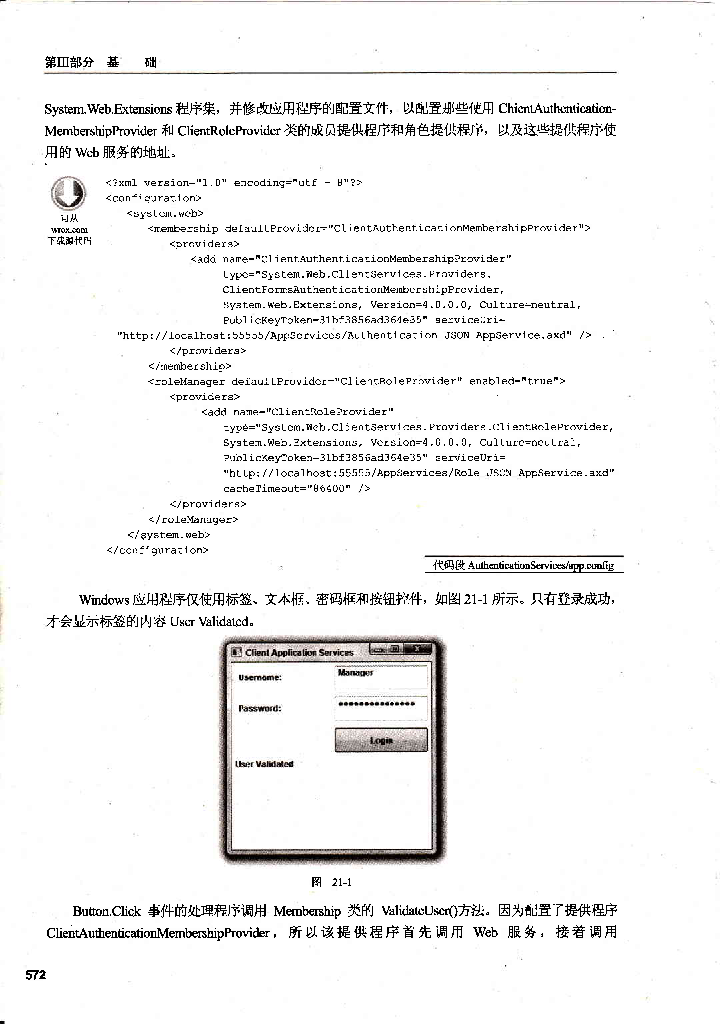 第Ⅲ部分 基 础
System.Web.Extensions 程序集，并修改应用程序的配置文件，以配置那些使用 ClientAuthentication-
MembershipProvider 和 ClientRoleProvider 类的成员提供程序和角色提供程序，以及这些提供程序使
用的 Web 服务的地址。
可从
wrox.com
下载源代码
<?xml version="1.0" encoding="utf - 8"?>
<configuration>
<system.web>
<membership defaultProvider="ClientAuthenticationMembershipProvider">
<providers>
<add name="ClientAuthenticationMembershipProvider"
type="System.Web.ClientServices.Providers.
ClientFormsAuthenticationMembershipProvider,
System.Web.Extensions, Version=4.0.0.0, Culture=neutral,
PublicKeyToken=31bf3856ad364e35" serviceUri=
"http://localhost:55555/AppServices/Authentication JSON AppService.axd" />
</providers>
</membership>
<roleManager defaultProvider="ClientRoleProvider" enabled="true">
<providers>
<add name="ClientRoleProvider"
type="System.Web.ClientServices.Providers.ClientRoleProvider,
System.Web.Extensions, Version=4.0.0.0, Culture=neutral,
PublicKeyToken=31bf3856ad364e35" serviceUri=
"http://localhost:55555/AppServices/Role JSON AppService.axd"
cacheTimeout="86400" />
</providers>
</roleManager>
</system.web>
</configuration>
代码段 AuthenticationServices/app.config
Windows 应用程序仅使用标签、文本框、密码框和按钮控件，如图 21-1 所示。只有登录成功，
才会显示标签的内容 User Validated。
Client Application Services
Username:
Manager
Password:
Login
User Validated
图 21-1
Button.Click 事件的处理程序调用 Membership 类的 ValidateUser()方法。因为配置了提供程序
ClientAuthenticationMembershipProvider，所以该提供程序首先调用 Web 服务，接着调用
572